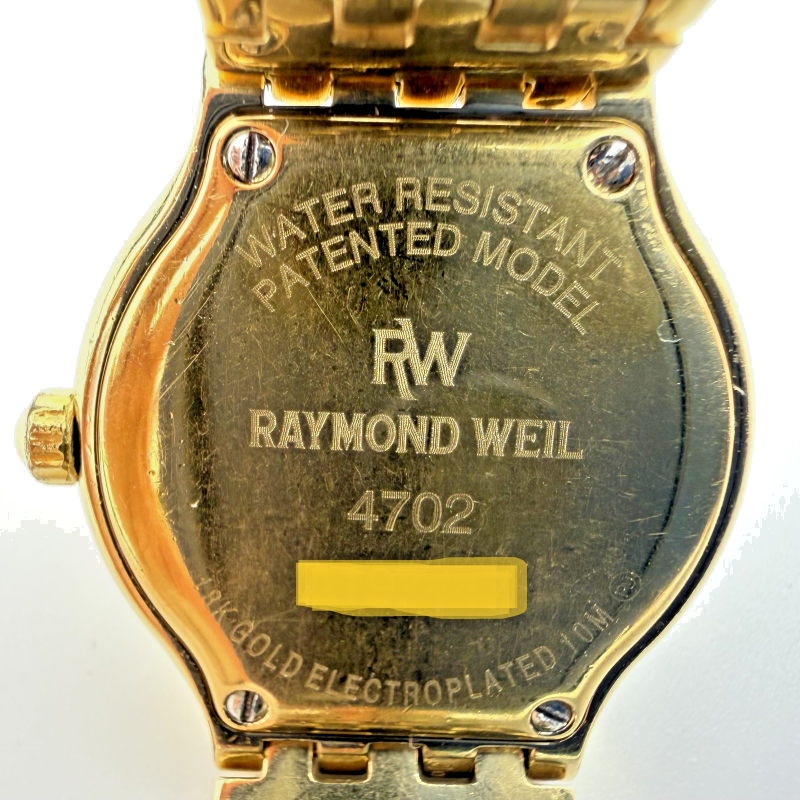 WATER RESISTANT
PATENTED MODEL
RW
RAYMOND WEIL
4702
18K GOLD ELECTROPLATED 10M